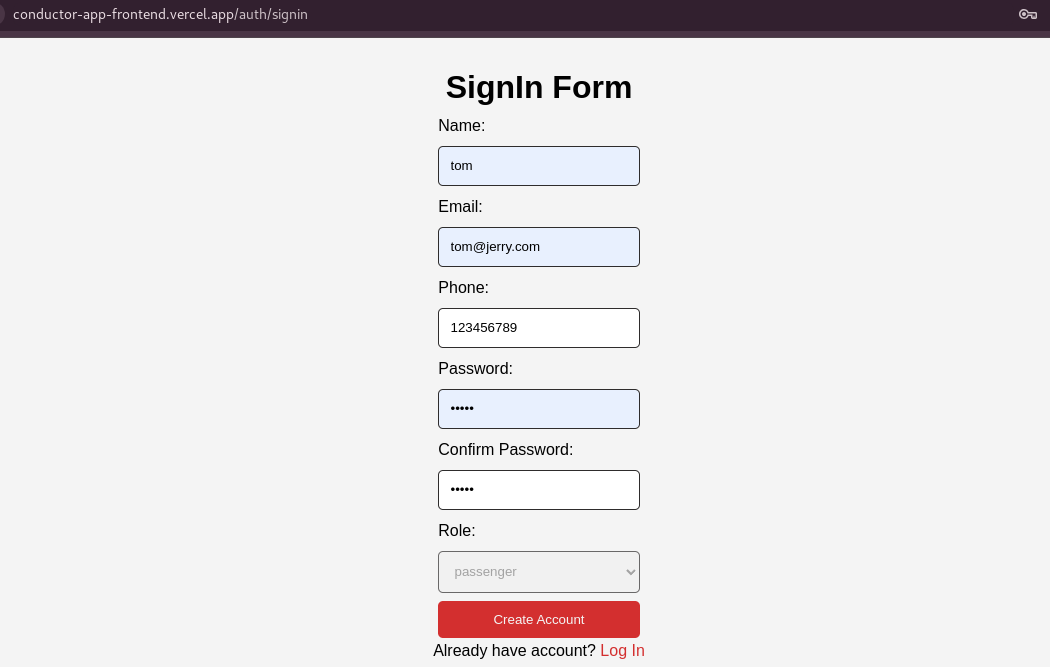 conductor-app-frontend.vercel.app/auth/signin
SignIn Form
Name:
tom
Email:
tom@jerry.com
Phone:
123456789
Password:
•••••
Confirm Password:
•••••
Role:
passenger
Create Account
Already have account? Log In